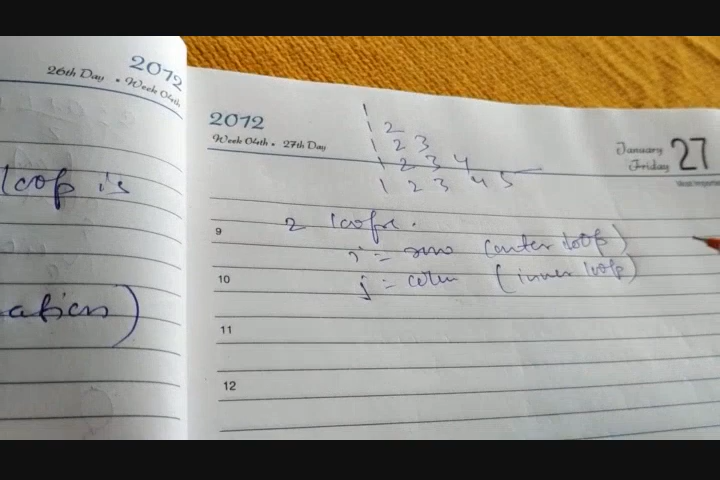 2012
26th Day • Week 04th
loop is
ation)
2012
Week 04th • 27th Day
January
Friday
27
1
1 2
1 2 3
1 2 3 4
1 2 3 4 5
9
2 loops.
i = row (outer loop)
10
j = colu (inner loop)
11
12